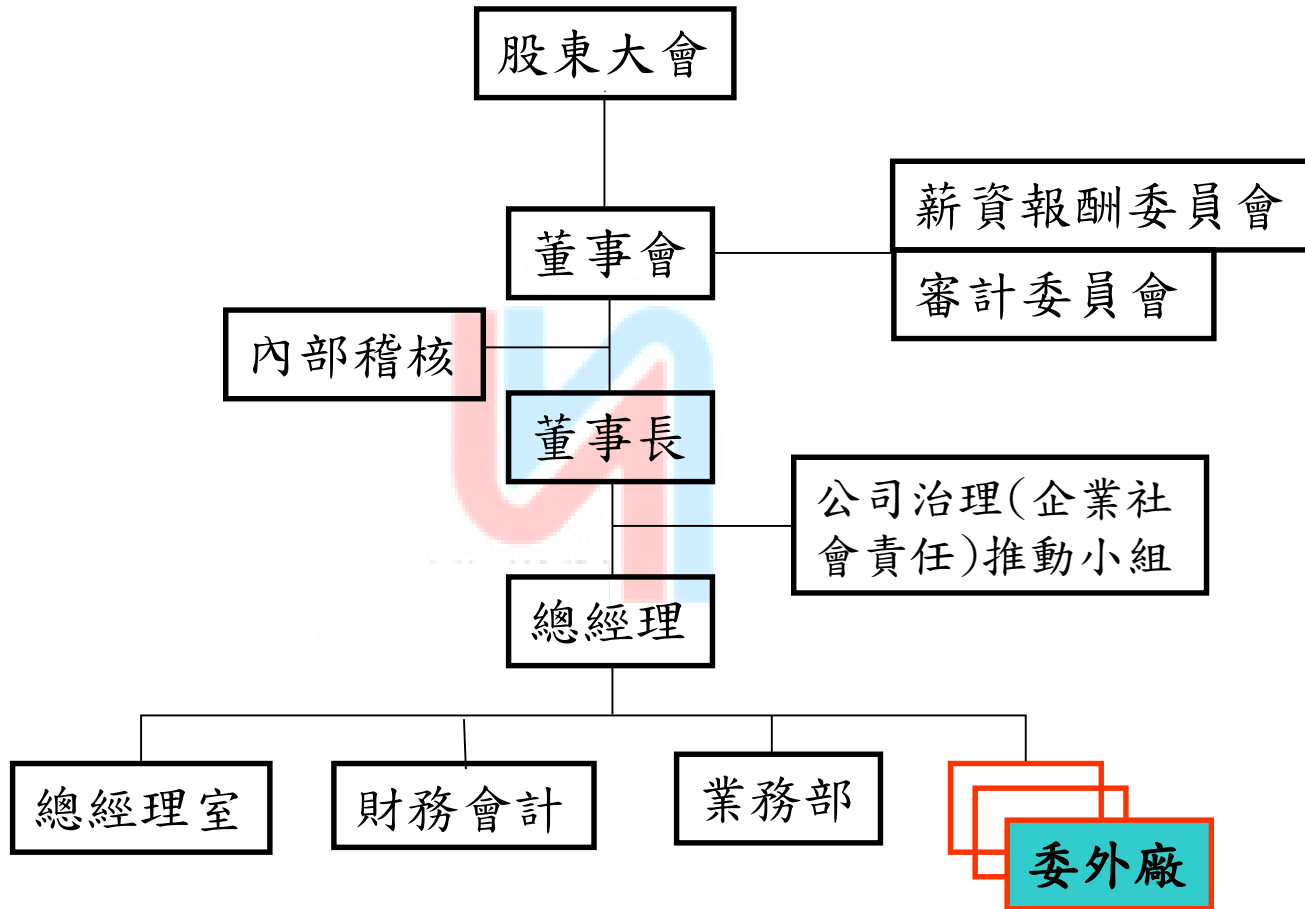 股東大會
薪資報酬委員會
董事會
審計委員會
內部稽核
董事長
公司治理(企業社
會責任)推動小組
總經理
總經理室
財務會計
業務部
委外廠